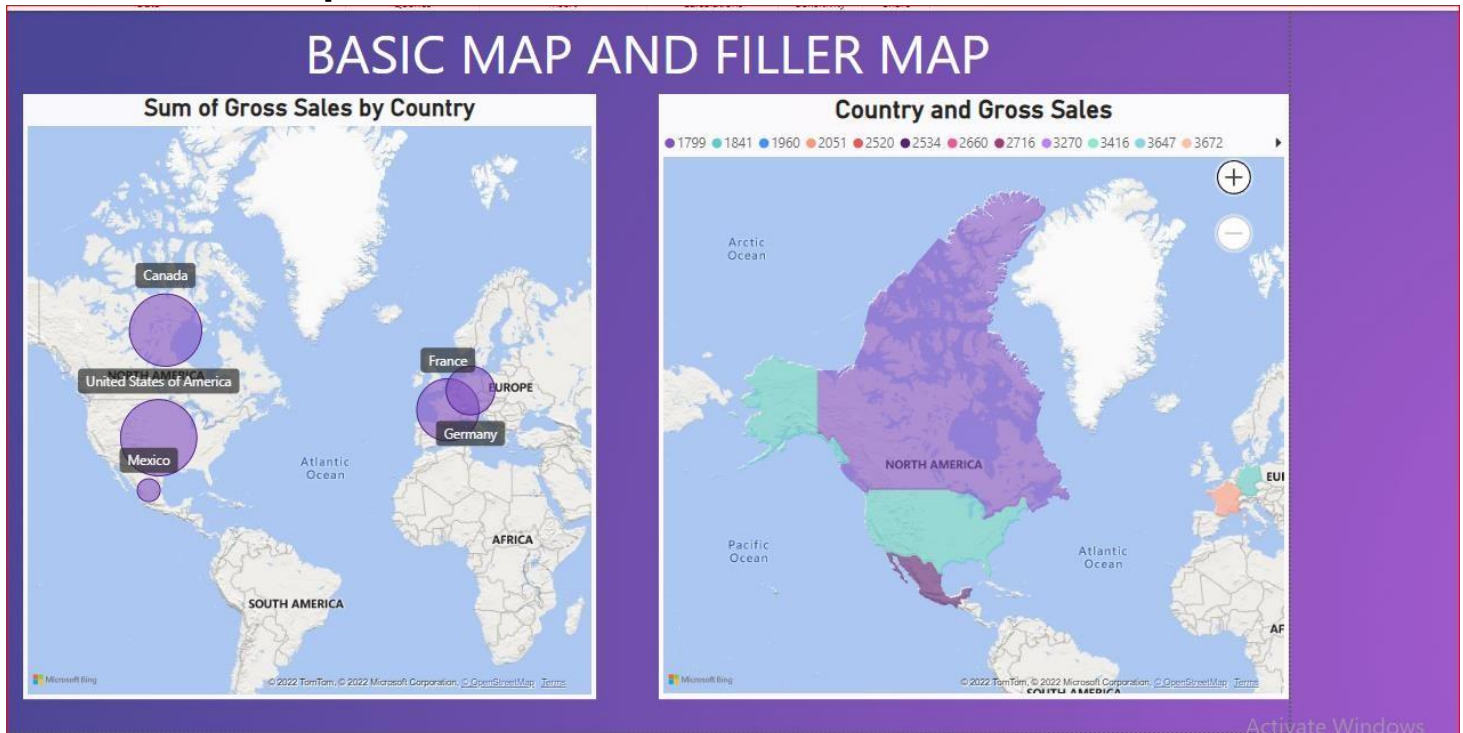 BASIC MAP AND FILLER MAP
Sum of Gross Sales by Country
Canada
NORTH AMERICA
United States of America
Mexico
France
EUROPE
Germany
Atlantic
Ocean
AFRICA
SOUTH AMERICA
Microsoft Bing
© 2022 TomTom, © 2022 Microsoft Corporation, © OpenStreetMap Terms
Country and Gross Sales
1799 1841 1960 2051 2520 2534 2660 2716 3270 3416 3647 3672
Arctic
Ocean
NORTH AMERICA
EUI
Pacific
Ocean
Atlantic
Ocean
AF
Microsoft Bing
© 2022 TomTom, © 2022 Microsoft Corporation, © OpenStreetMap Terms
SOUTH AMERICA
Activate Windows